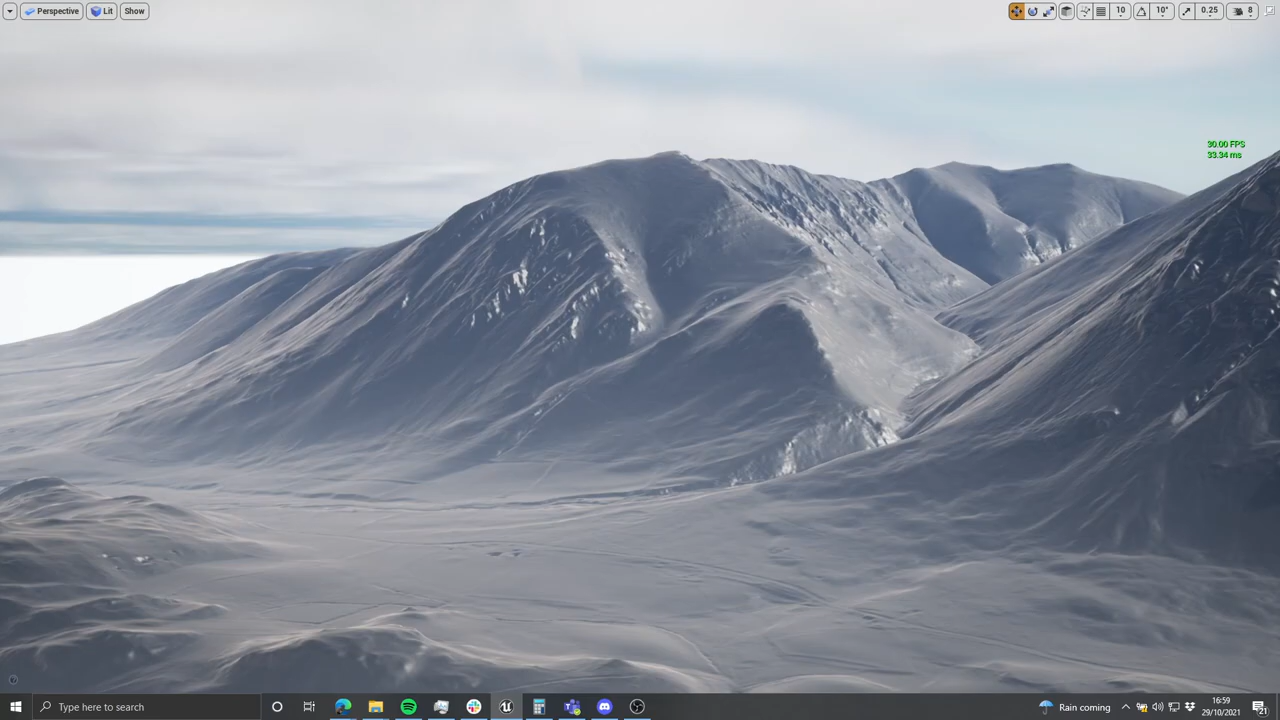 Perspective
Lit
Show
10
10°
0.25
8
30.00 FPS
33.34 ms
Type here to search
Rain coming
16:59
29/10/2021
21